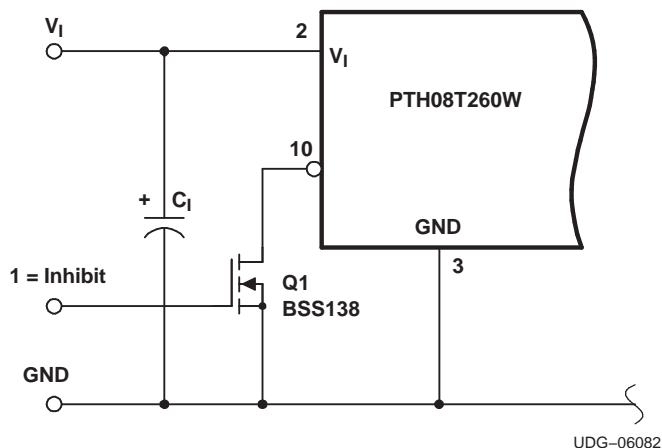 VI
2
VI
PTH08T260W
10
GND
+ CI
3
1 = Inhibit
Q1
BSS138
GND
UDG−06082